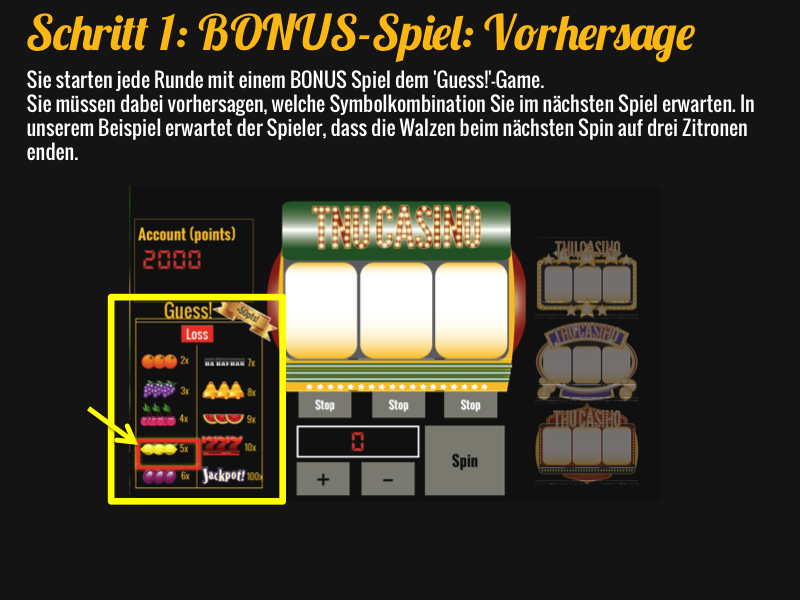 Schritt 1: BONUS-Spiel: Vorhersage
Sie starten jede Runde mit einem BONUS Spiel dem 'Guess!'-Game.
Sie müssen dabei vorhersagen, welche Symbolkombination Sie im nächsten Spiel erwarten. In
unserem Beispiel erwartet der Spieler, dass die Walzen beim nächsten Spin auf drei Zitronen
enden.
TNU CASINO
Account (points)
2000
Guess!
-50pts!
Loss
2x
BAR BAR BAR 7x
3x
8x
4x
9x
5x
777 10x
6x
Jackpot! 100x
Stop
Stop
Stop
0
Spin
+
-
TNU CASINO
TNU CASINO
TNU CASINO